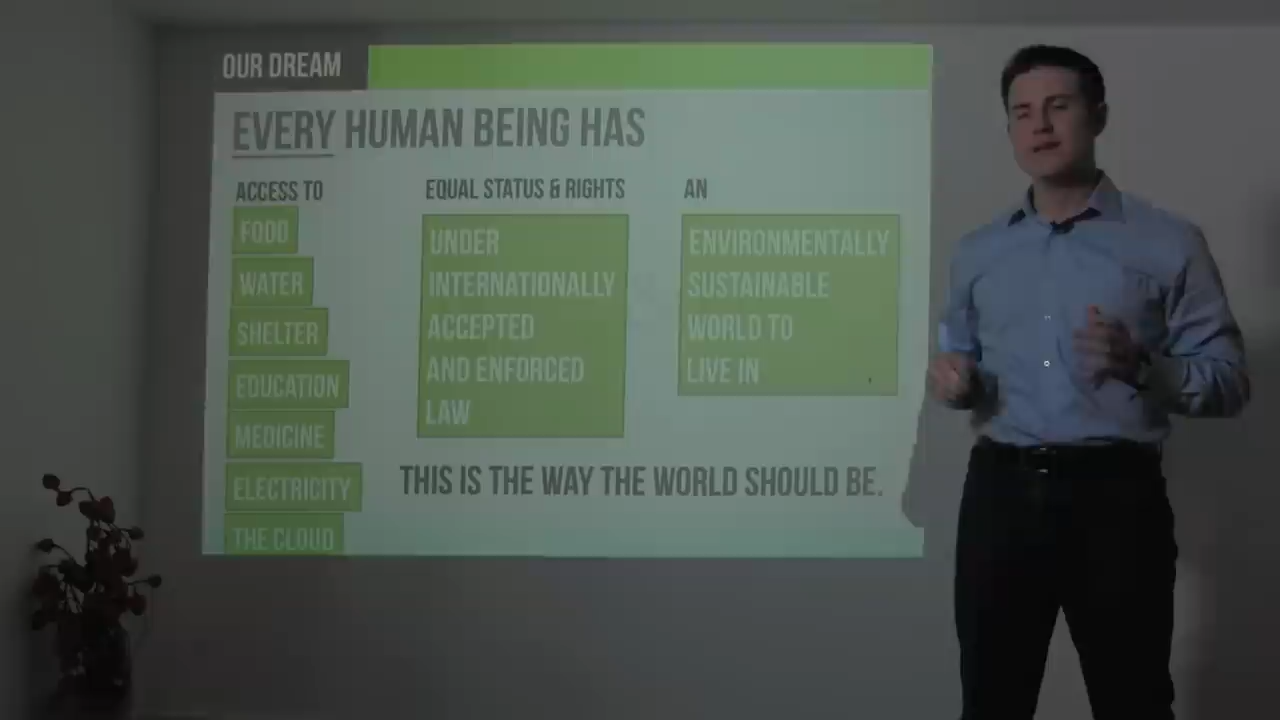 OUR DREAM
EVERY HUMAN BEING HAS
ACCESS TO
FOOD
WATER
SHELTER
EDUCATION
MEDICINE
ELECTRICITY
THE CLOUD
EQUAL STATUS & RIGHTS
UNDER
INTERNATIONALLY
ACCEPTED
AND ENFORCED
LAW
AN
ENVIRONMENTALLY
SUSTAINABLE
WORLD TO
LIVE IN
THIS IS THE WAY THE WORLD SHOULD BE.